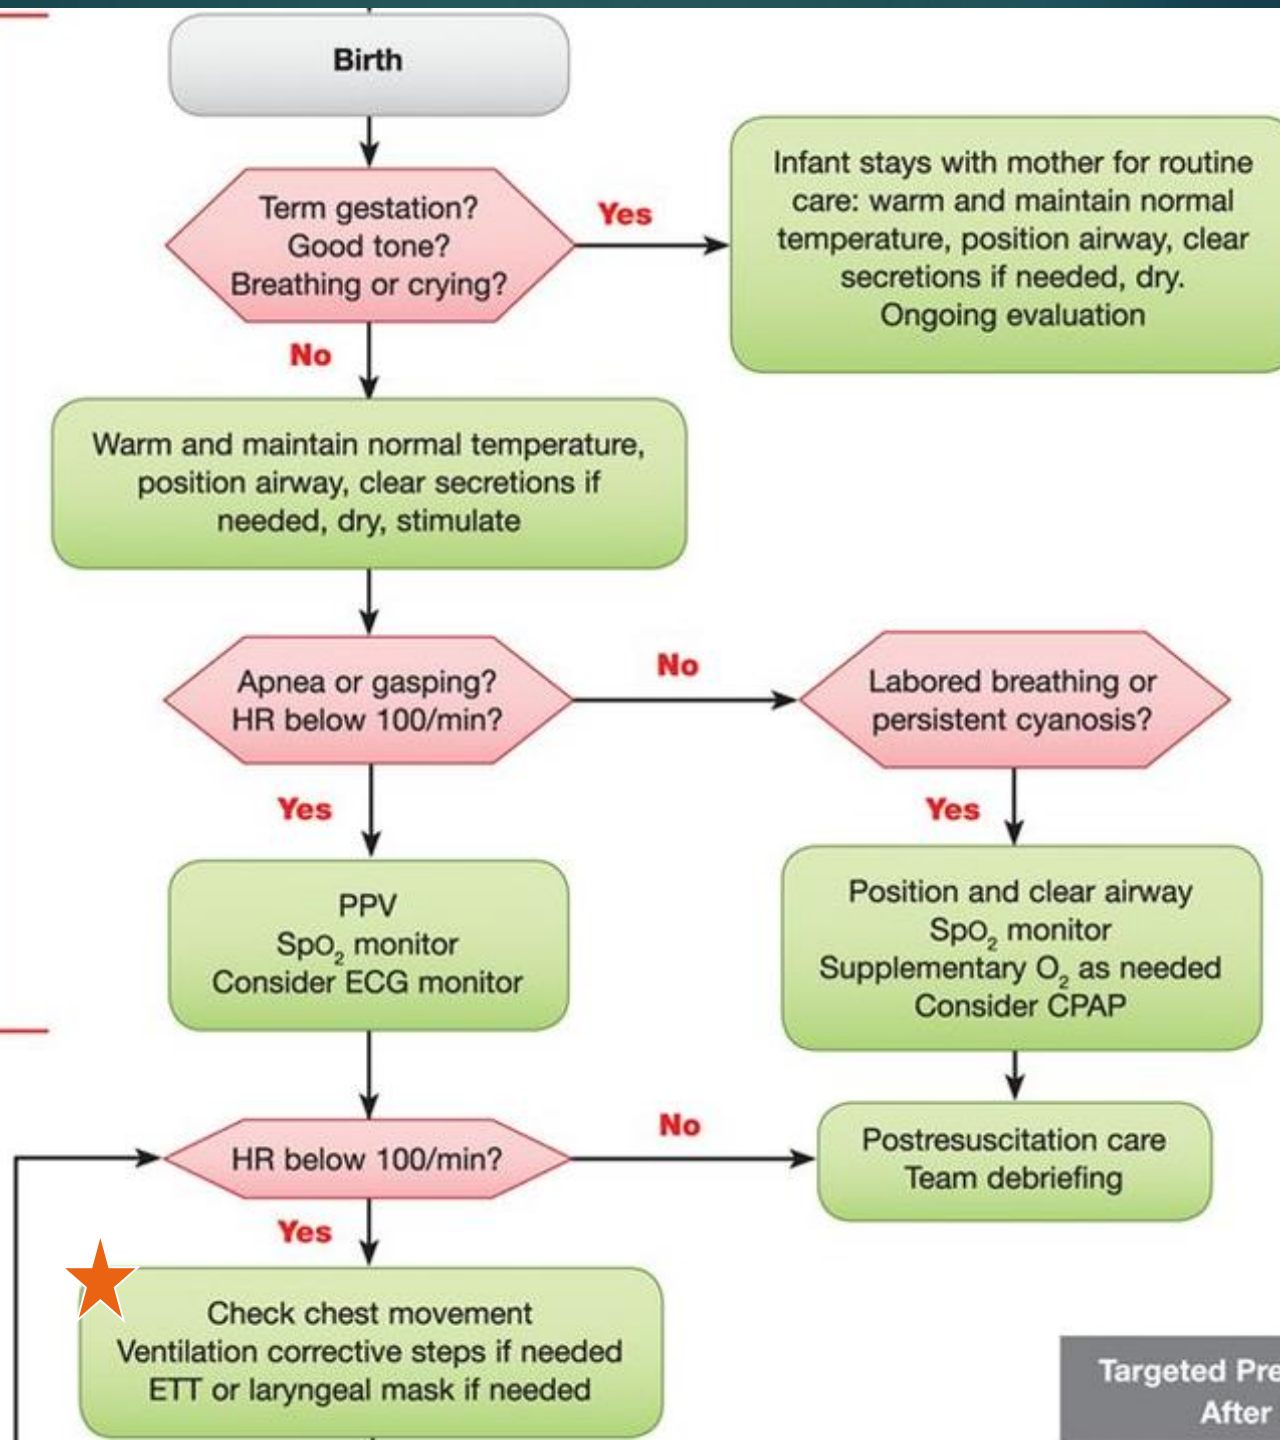 Birth
Term gestation?
Good tone?
Breathing or crying?
Yes
Infant stays with mother for routine
care: warm and maintain normal
temperature, position airway, clear
secretions if needed, dry.
Ongoing evaluation
No
Warm and maintain normal temperature,
position airway, clear secretions if
needed, dry, stimulate
Apnea or gasping?
HR below 100/min?
No
Labored breathing or
persistent cyanosis?
Yes
Yes
PPV
SpO₂ monitor
Consider ECG monitor
Position and clear airway
SpO₂ monitor
Supplementary O₂ as needed
Consider CPAP
HR below 100/min?
No
Postresuscitation care
Team debriefing
Yes
Check chest movement
Ventilation corrective steps if needed
ETT or laryngeal mask if needed
Targeted Pre
After